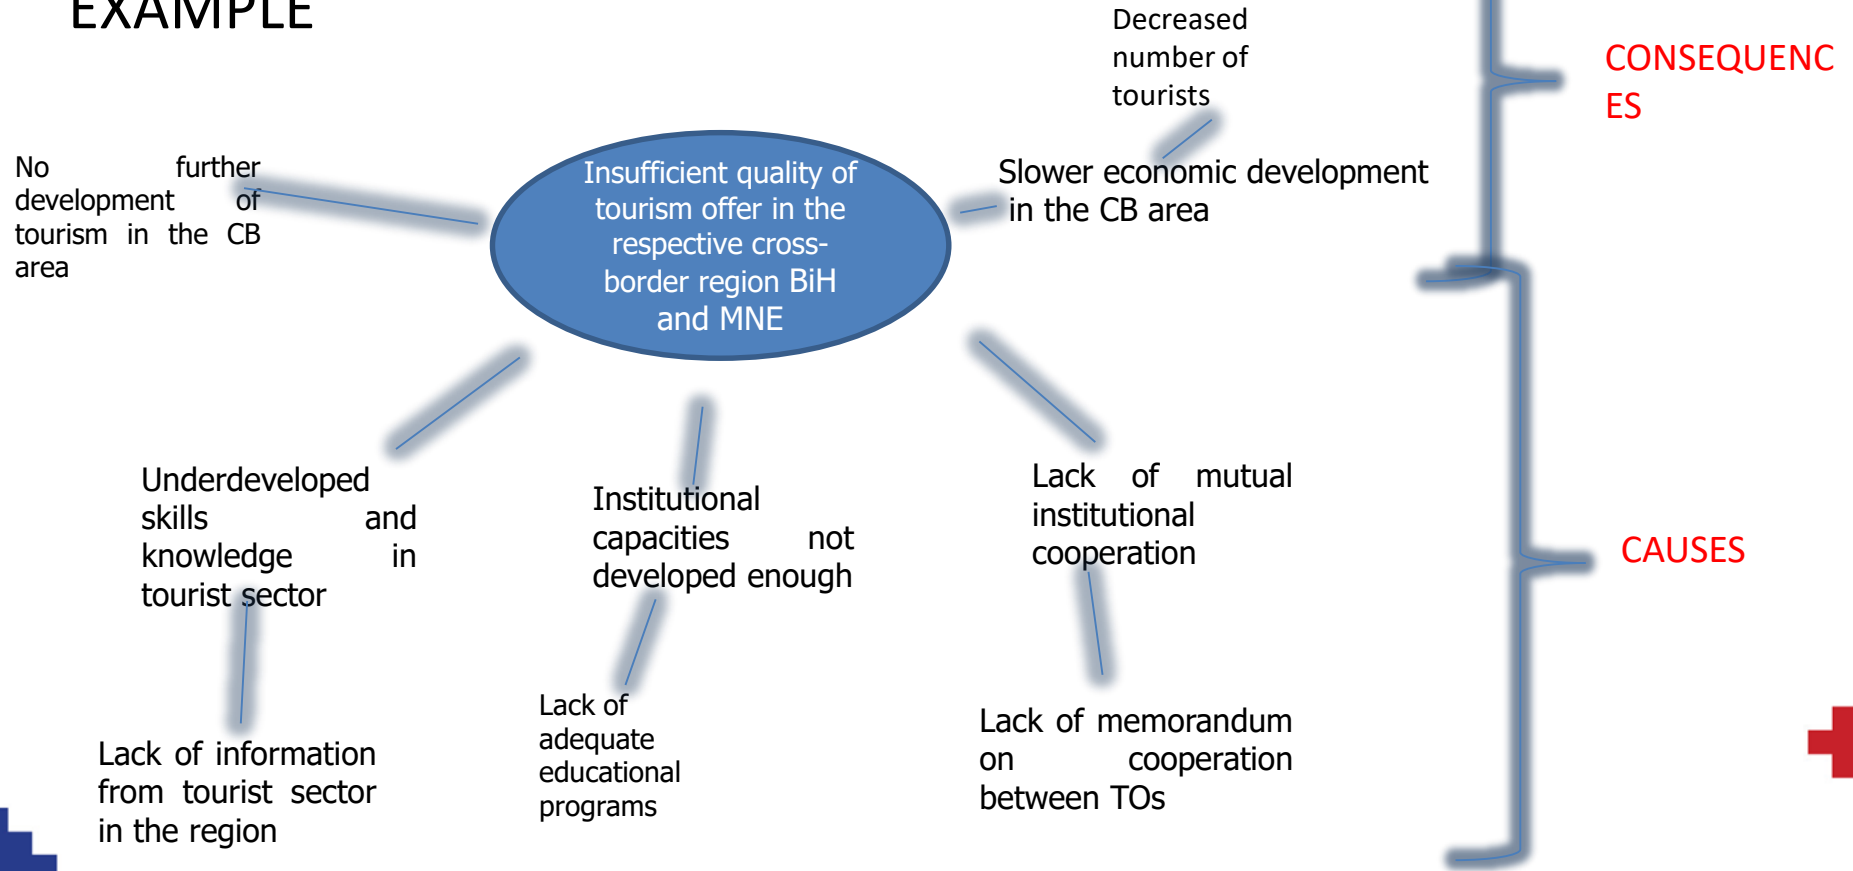 EXAMPLE
Decreased
number of
tourists
CONSEQUENC
ES
No further
development of
tourism in the CB
area
Insufficient quality of
tourism offer in the
respective cross-
border region BiH
and MNE
Slower economic development
in the CB area
Underdeveloped
skills and
knowledge in
tourist sector
Institutional
capacities not
developed enough
Lack of mutual
institutional
cooperation
CAUSES
Lack of information
from tourist sector
in the region
Lack of
adequate
educational
programs
Lack of memorandum
on cooperation
between TOs